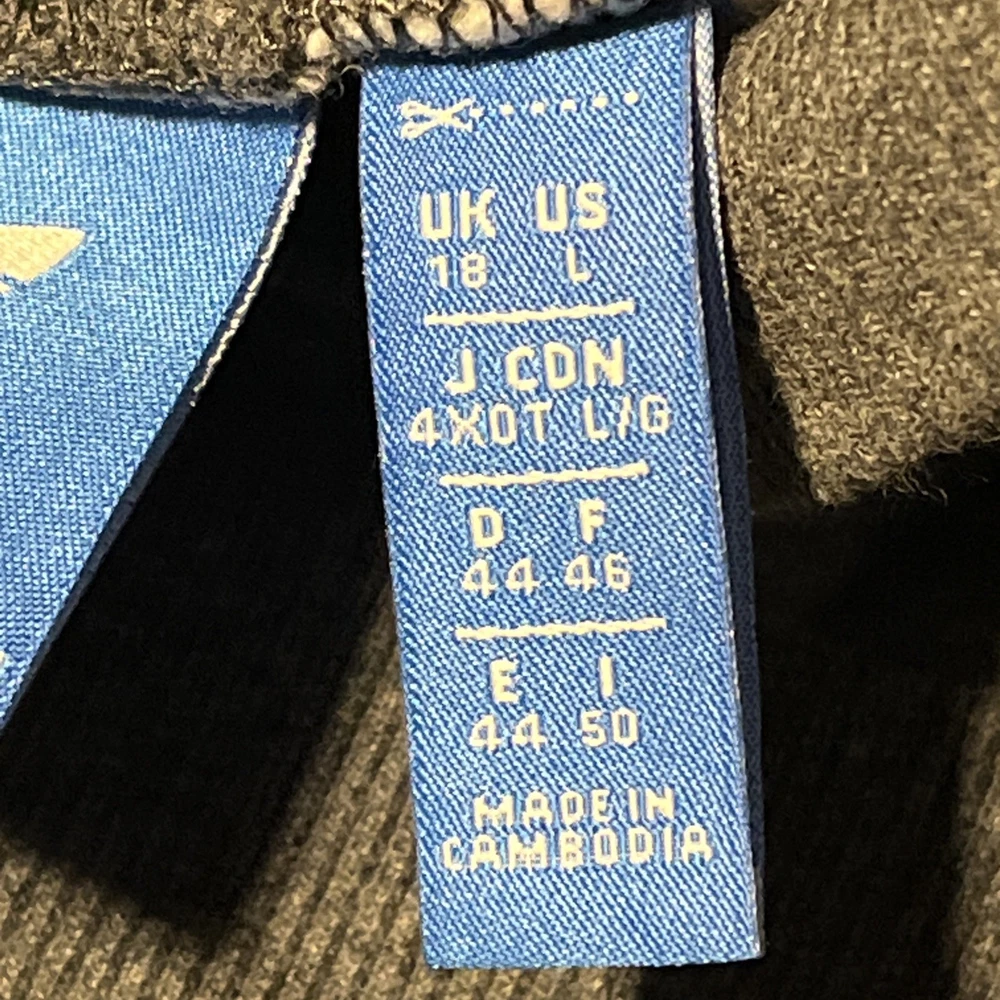 UK US
18 L
J CDN
4XOT L/G
D F
44 46
E I
44 50
MADE IN
CAMBODIA